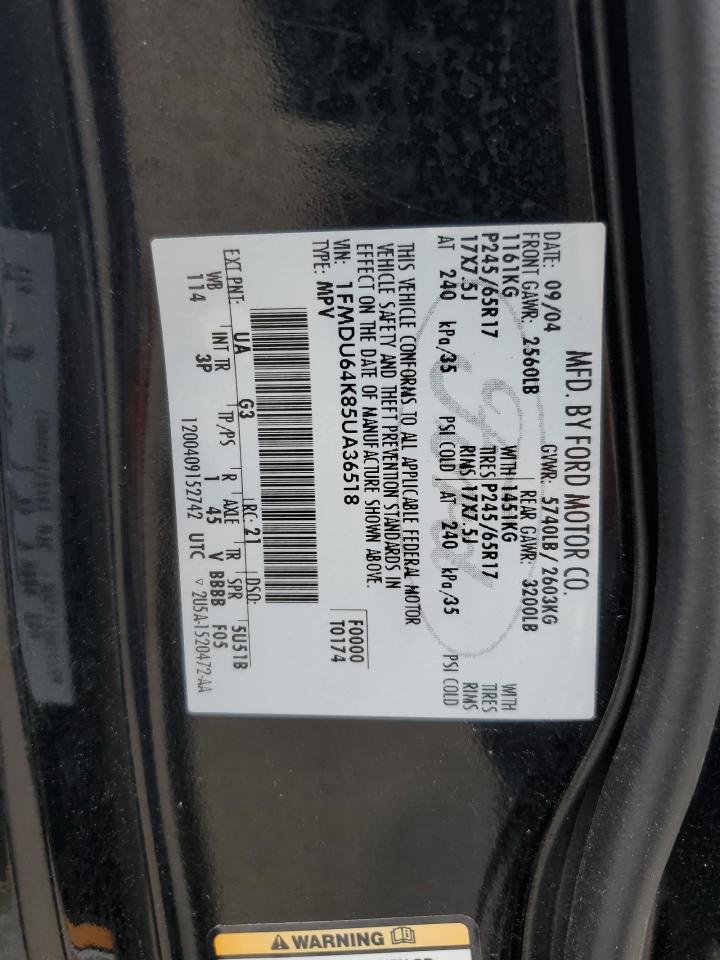 MFD. BY FORD MOTOR CO.
DATE: 09/04 GVWR: 5740LB/ 2603KG
FRONT GAWR: 2560LB REAR GAWR: 3200LB
1161KG WITH 1451KG WITH
P245/65R17 TIRES P245/65R17 TIRES
17X7.5J RIMS 17X7.5J RIMS
AT 240 kPa/35 PSI COLD AT 240 kPa/35 PSI COLD
THIS VEHICLE CONFORMS TO ALL APPLICABLE FEDERAL MOTOR
VEHICLE SAFETY AND THEFT PREVENTION STANDARDS IN
EFFECT ON THE DATE OF MANUFACTURE SHOWN ABOVE.
VIN: 1FMDU64K85UA36518 F0000
TYPE: MPV T0174
EXT PNT: UA G3 RC: 21 DSO:
WB INT TR TP/PS R AXLE TR SPR 5U51B
114 3P 1 45 V BBBB F05
1200409152742 UTC ▽ 2U5A-1520472-AA
WARNING